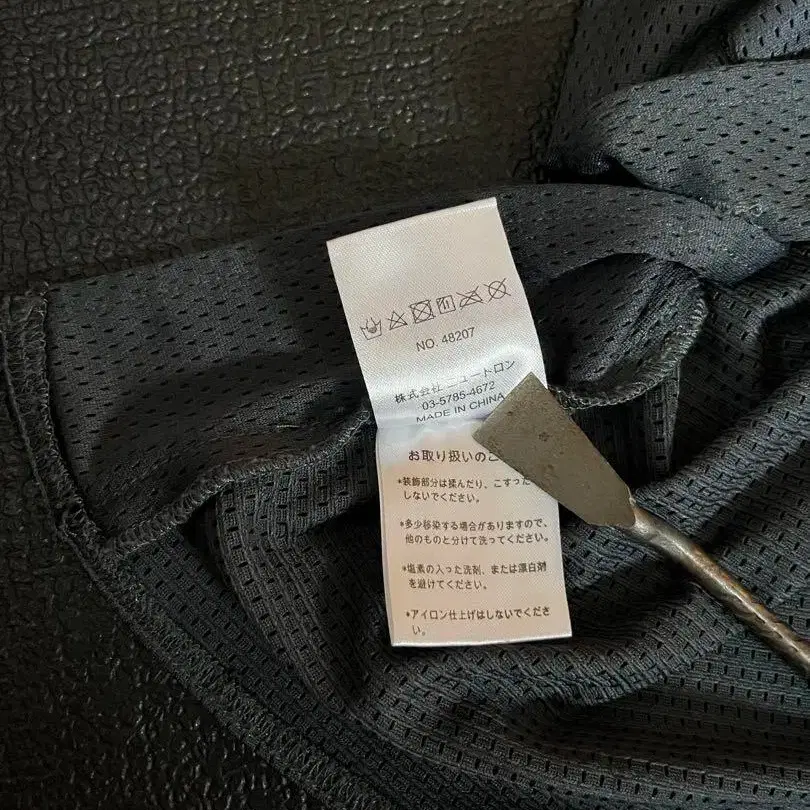 NO. 48207
株式会社 ニュートロン
03-5785-4672
MADE IN CHINA
お取り扱いのご
*装飾部分は揉んだり、こすった
しないでください。
*多少移染する場合がありますので、
他のものと分けて洗ってください。
*塩素の入った洗剤、または漂白剤
を避けてください。
*アイロン仕上げはしないでくださ
い。